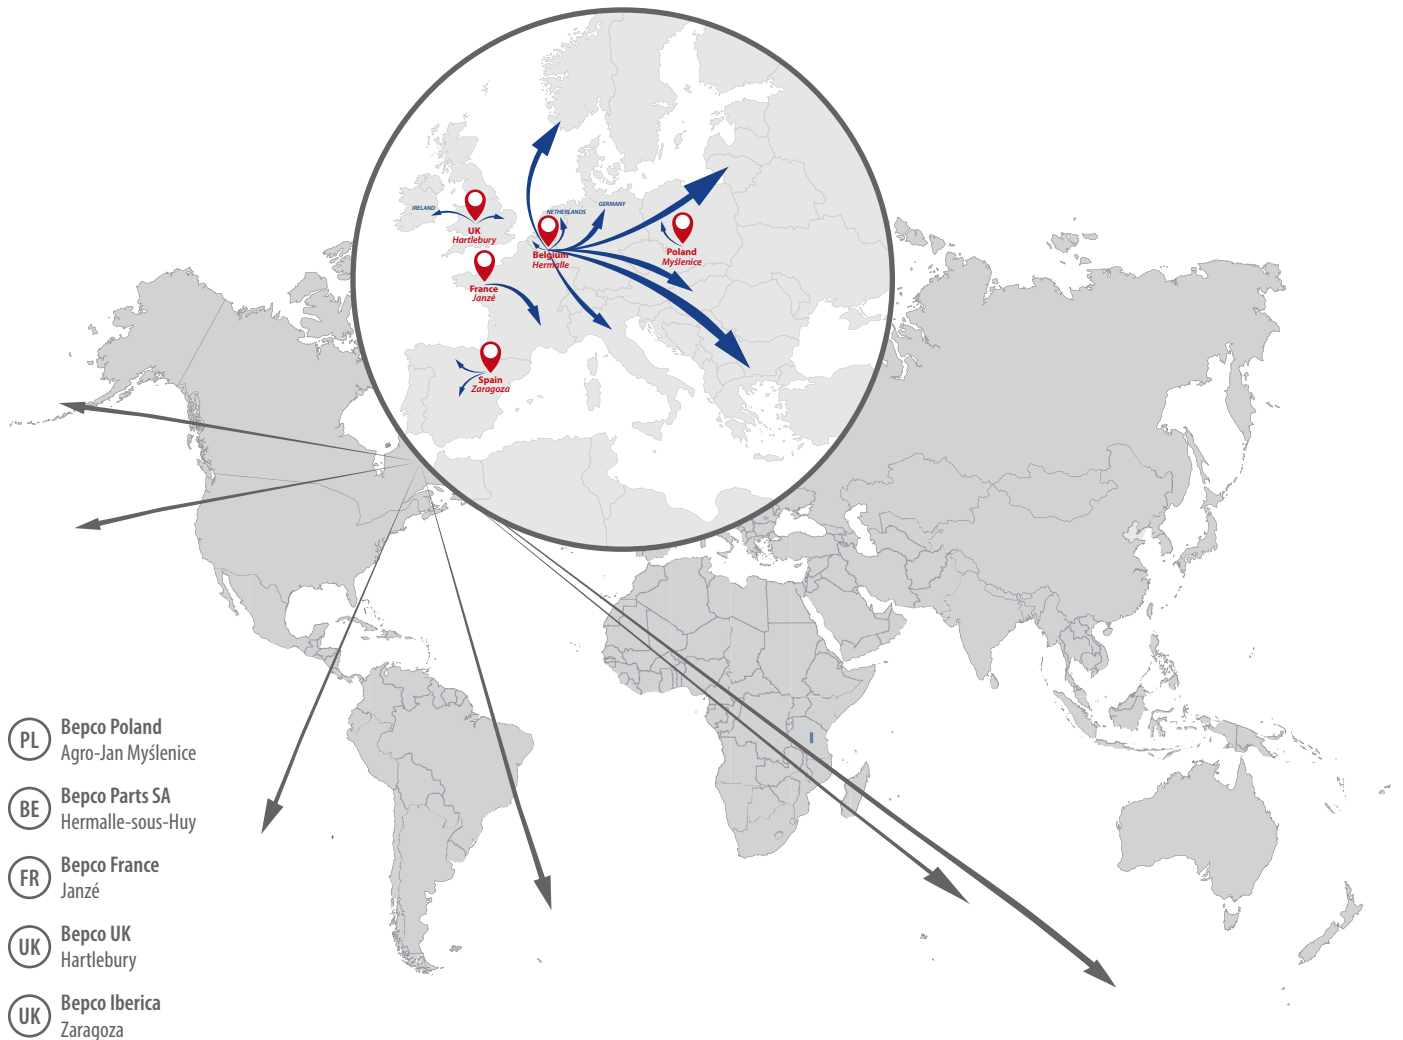 IRELAND
UK
Hartlebury
NETHERLANDS
GERMANY
Belgium
Hermalle
Poland
Myślenice
France
Janzé
Spain
Zaragoza
PL
Bepco Poland
Agro-Jan Myślenice
BE
Bepco Parts SA
Hermalle-sous-Huy
FR
Bepco France
Janzé
UK
Bepco UK
Hartlebury
UK
Bepco Iberica
Zaragoza